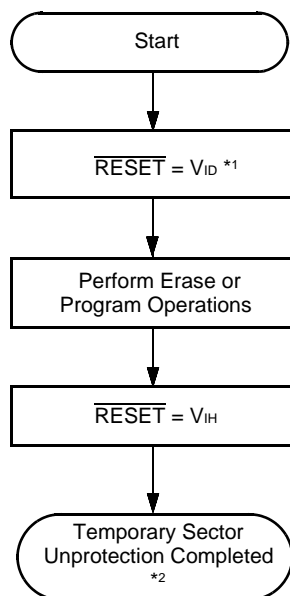 Start
RESET = VID *1
Perform Erase or
Program Operations
RESET = VIH
Temporary Sector
Unprotection Completed
*2